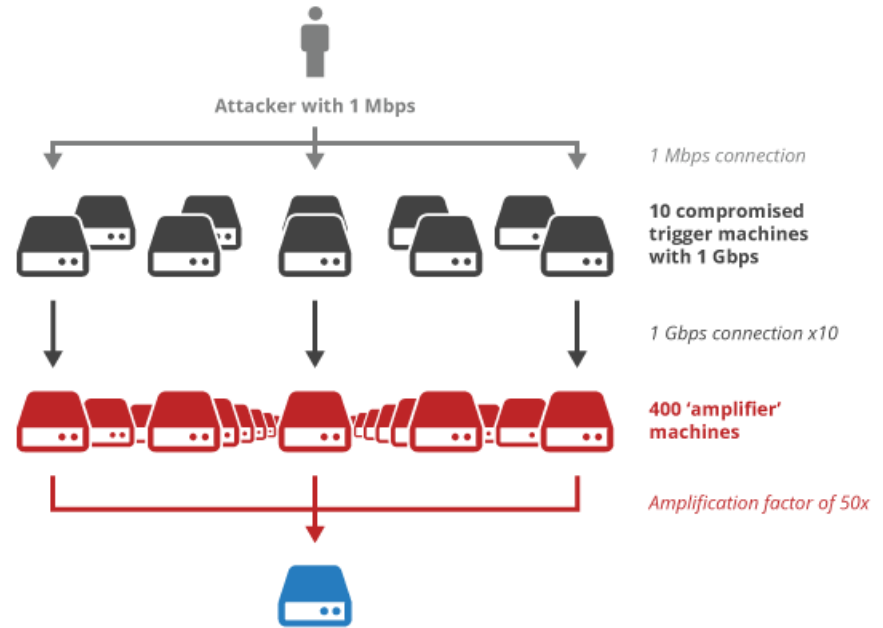 Attacker with 1 Mbps
1 Mbps connection
10 compromised
trigger machines
with 1 Gbps
1 Gbps connection x10
400 ‘amplifier’
machines
Amplification factor of 50x